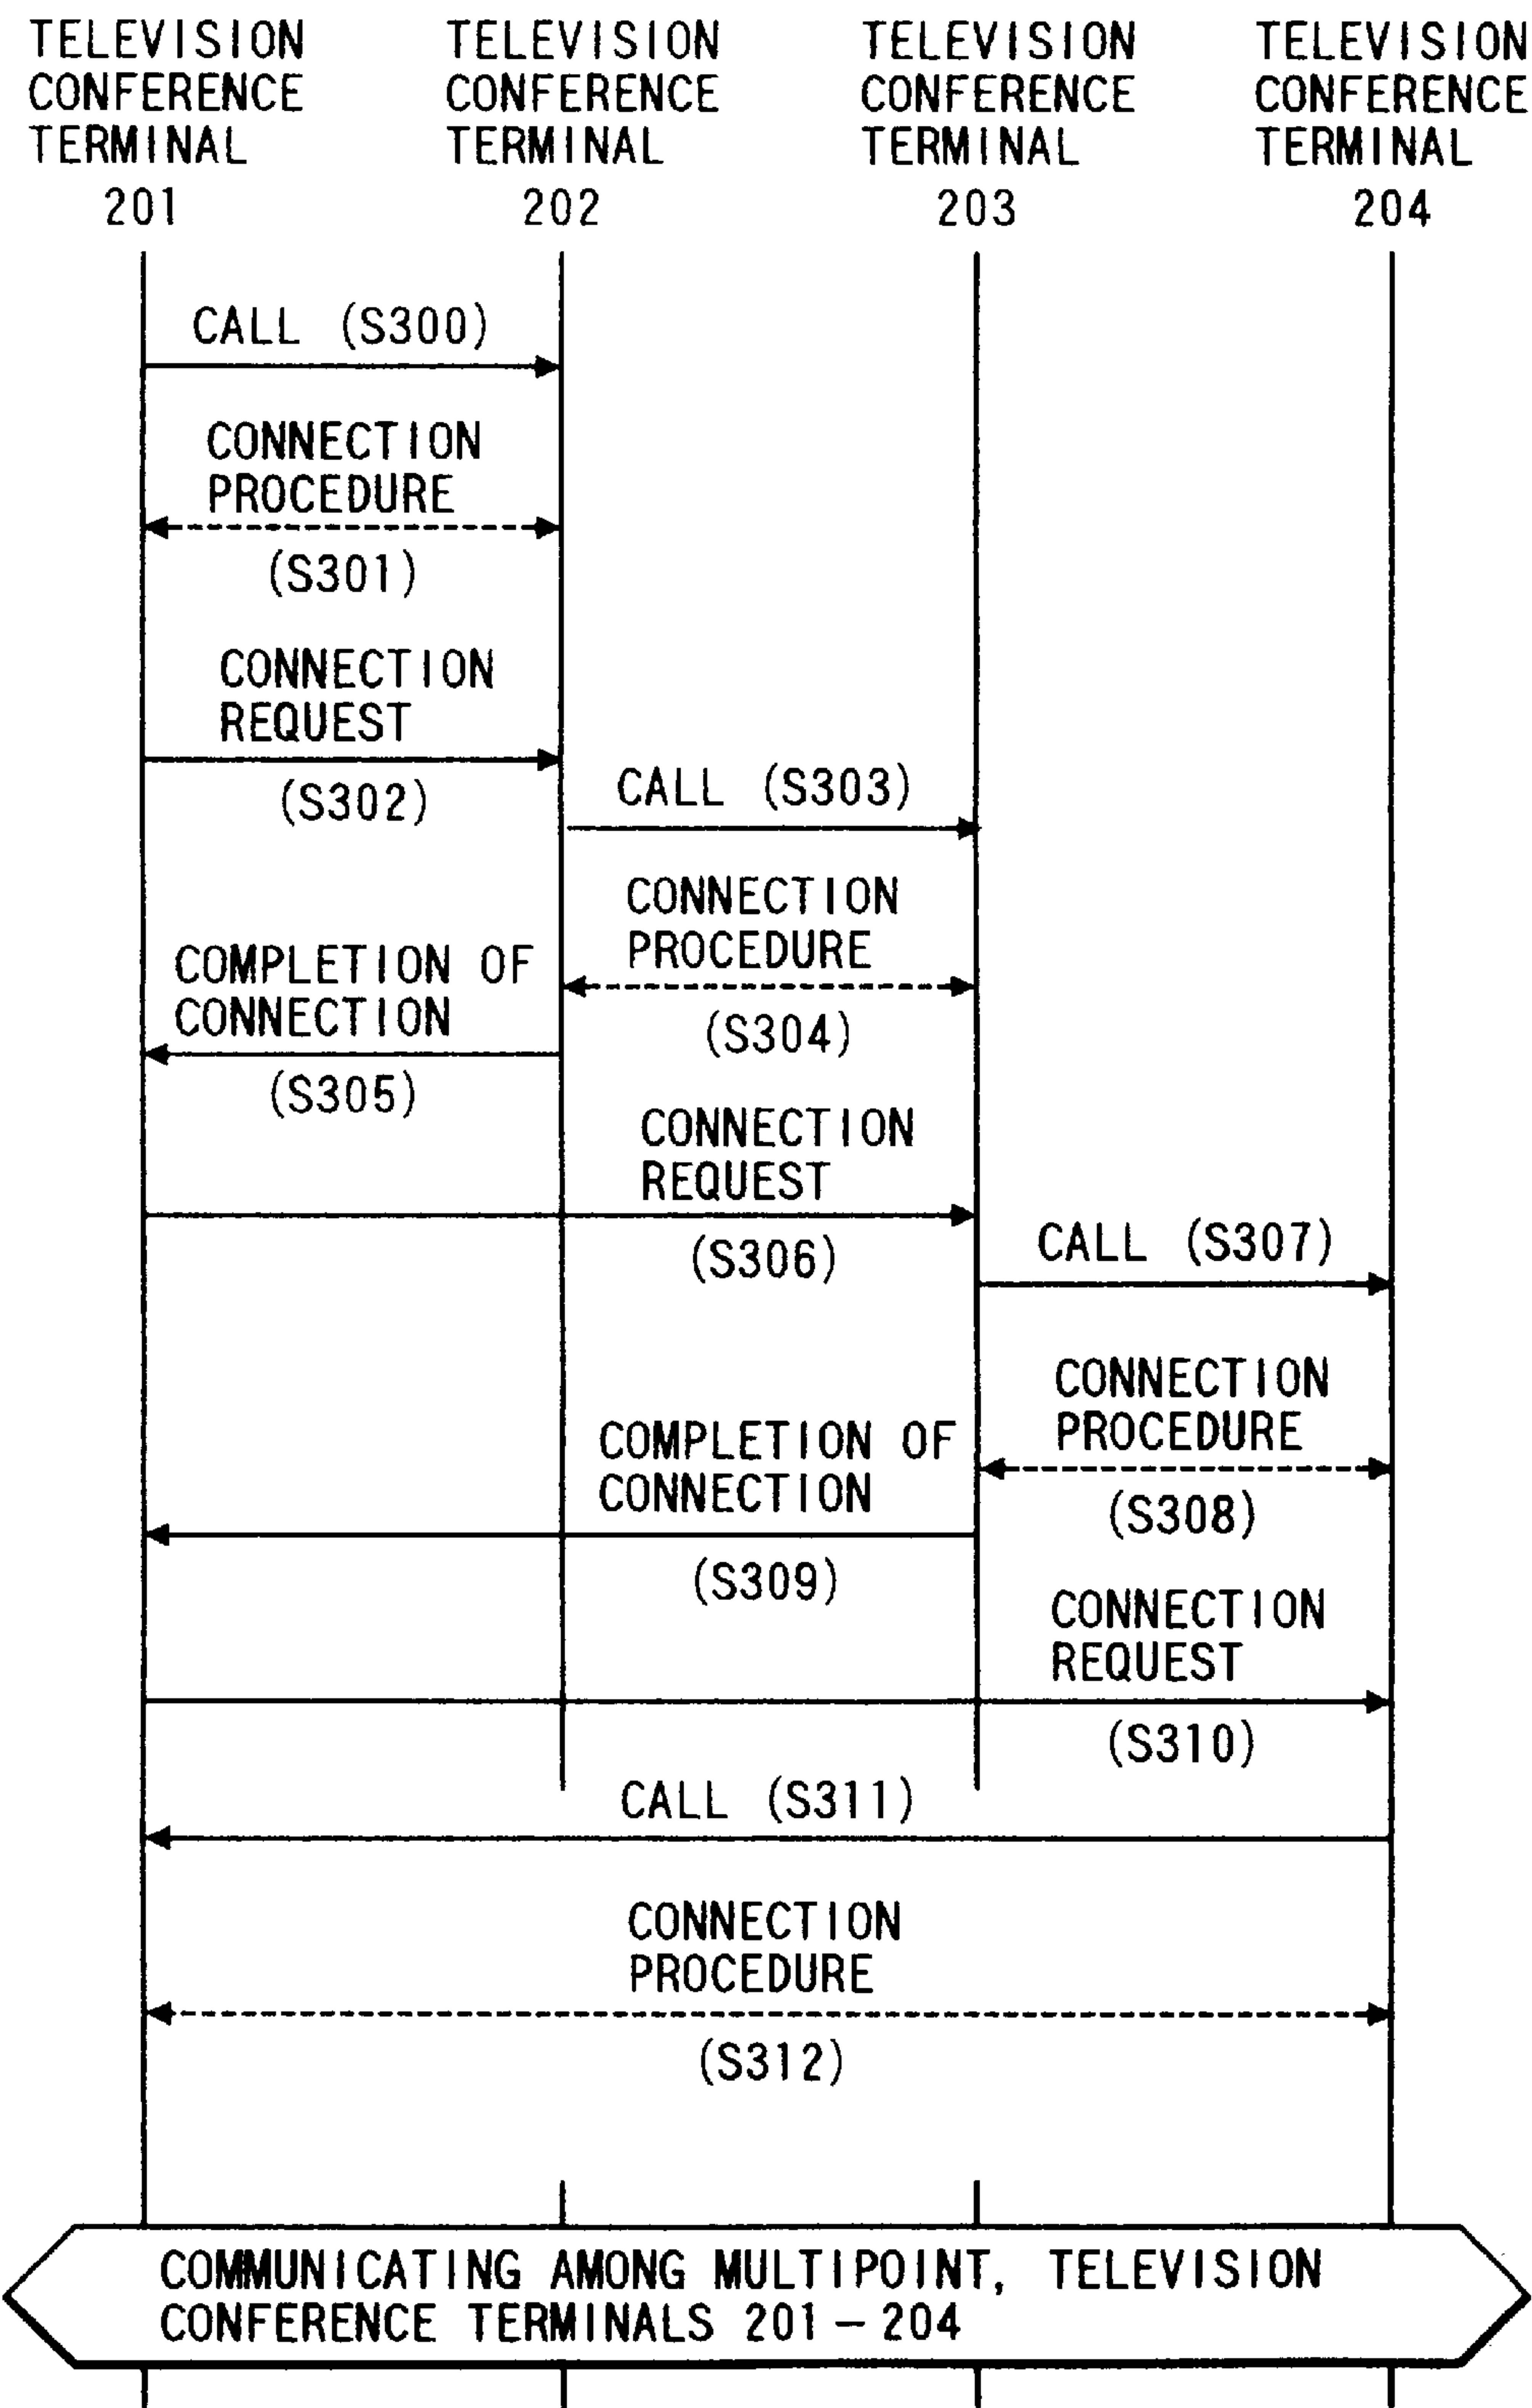 TELEVISION
CONFERENCE
TERMINAL
201
TELEVISION
CONFERENCE
TERMINAL
202
TELEVISION
CONFERENCE
TERMINAL
203
TELEVISION
CONFERENCE
TERMINAL
204
CALL (S300)
CONNECTION
PROCEDURE
(S301)
CONNECTION
REQUEST
(S302)
CALL (S303)
CONNECTION
PROCEDURE
(S304)
COMPLETION OF
CONNECTION
(S305)
CONNECTION
REQUEST
(S306)
CALL (S307)
CONNECTION
PROCEDURE
(S308)
COMPLETION OF
CONNECTION
(S309)
CONNECTION
REQUEST
(S310)
CALL (S311)
CONNECTION
PROCEDURE
(S312)
COMMUNICATING AMONG MULTIPOINT, TELEVISION
CONFERENCE TERMINALS 201-204